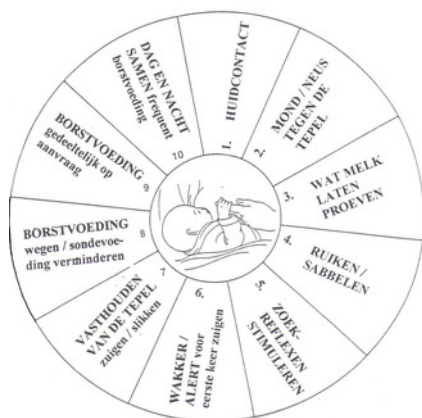 1. HUIDCONTACT
2. MOND / NEUS
TEGEN DE
TEPEL
3. WAT MELK
LATEN
PROEVEN
4. RUIKEN /
SABBELEN
5. ZOEK-
REFLEXEN
STIMULEREN
6. WAKKER /
ALERT voor
eerste keer zuigen
7 VASTHOUDEN
VAN DE TEPEL
zuigen / slikken
8 BORSTVOEDING
wegen / sondevoe-
ding verminderen
9 BORSTVOEDING
gedeeltelijk op
aanvraag
10 DAG EN NACHT
SAMEN frequent
borstvoeding